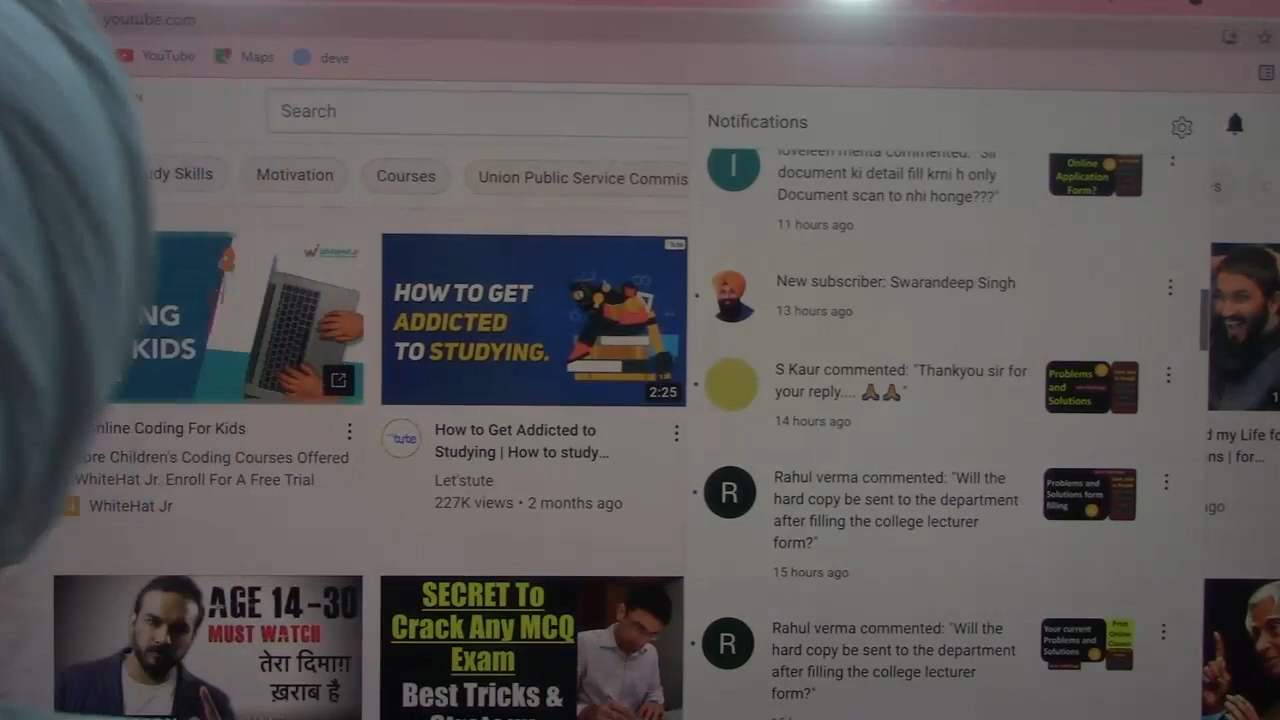 youtube.com
YouTube
Maps
deve
Search
Notifications
dy Skills
Motivation
Courses
Union Public Service Commis
loveleen mehta commented: "Sir
document ki detail fill krni h only
Document scan to nhi honge???"
11 hours ago
Online
Application
Form?
New subscriber: Swarandeep Singh
13 hours ago
S Kaur commented: "Thankyou sir for
your reply.... 🙏🙏"
14 hours ago
Problems
and
Solutions
R
Rahul verma commented: "Will the
hard copy be sent to the department
after filling the college lecturer
form?"
15 hours ago
Problems and
Solutions form
filling
R
Rahul verma commented: "Will the
hard copy be sent to the department
after filling the college lecturer
form?"
Your current
Problems and
Solutions
Free
Online
NG
KIDS
WhiteHat Jr
HOW TO GET
ADDICTED
TO STUDYING.
2:25
nline Coding For Kids
ore Children's Coding Courses Offered
WhiteHat Jr. Enroll For A Free Trial
WhiteHat Jr
tute
How to Get Addicted to
Studying | How to study...
Let'stute
227K views • 2 months ago
d my Life fo
ns | for...
go
AGE 14-30
MUST WATCH
तेरा दिमाग़
ख़राब है
SECRET To
Crack Any MCQ
Exam
Best Tricks &